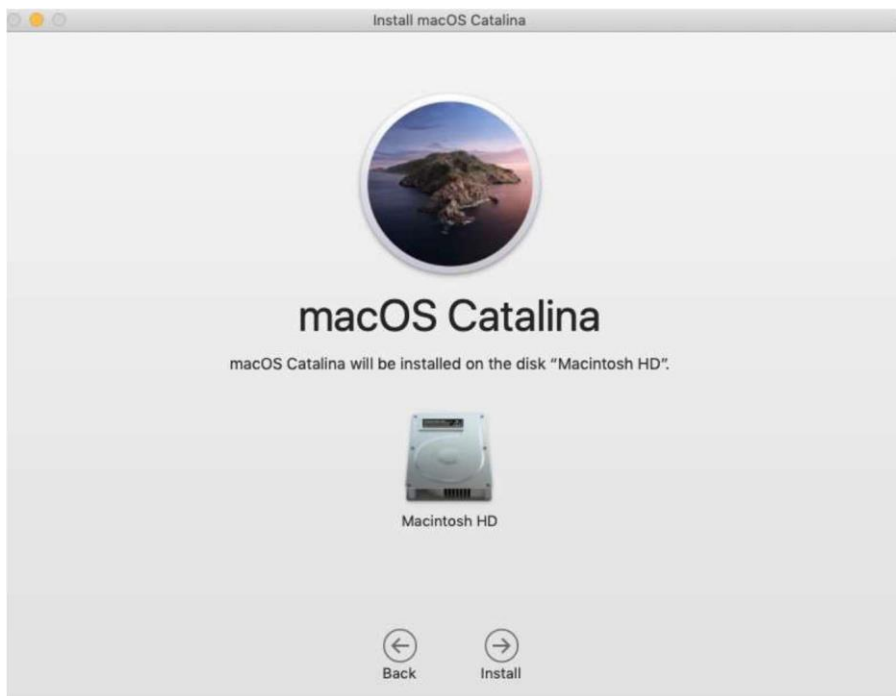 Install macOS Catalina
macOS Catalina
macOS Catalina will be installed on the disk “Macintosh HD”.
Macintosh HD
Back
Install